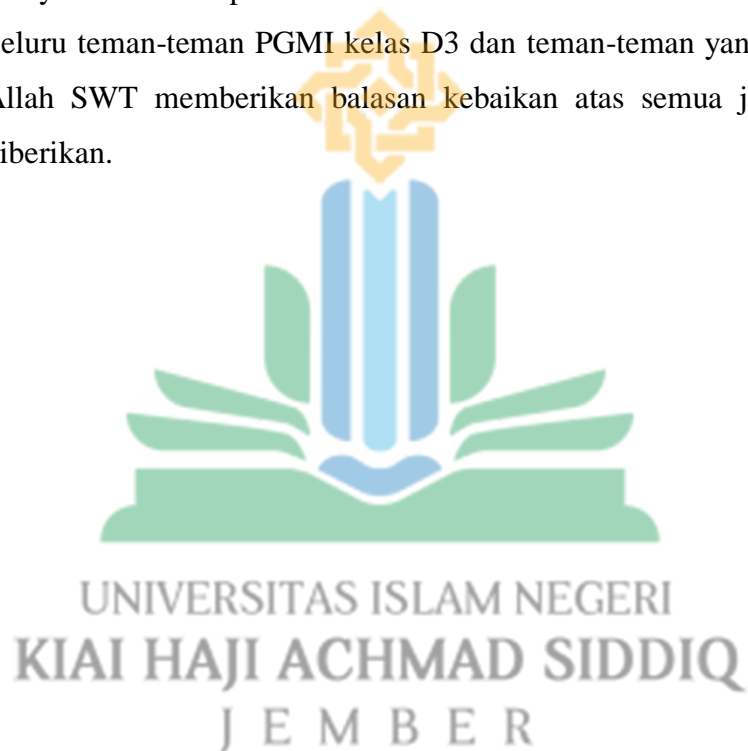 eluru teman-teman PGMI kelas D3 dan teman-teman yan
Allah SWT memberikan balasan kebaikan atas semua j
iberikan.
UNIVERSITAS ISLAM NEGERI
KIAI HAJI ACHMAD SIDDIQ
JEMBER